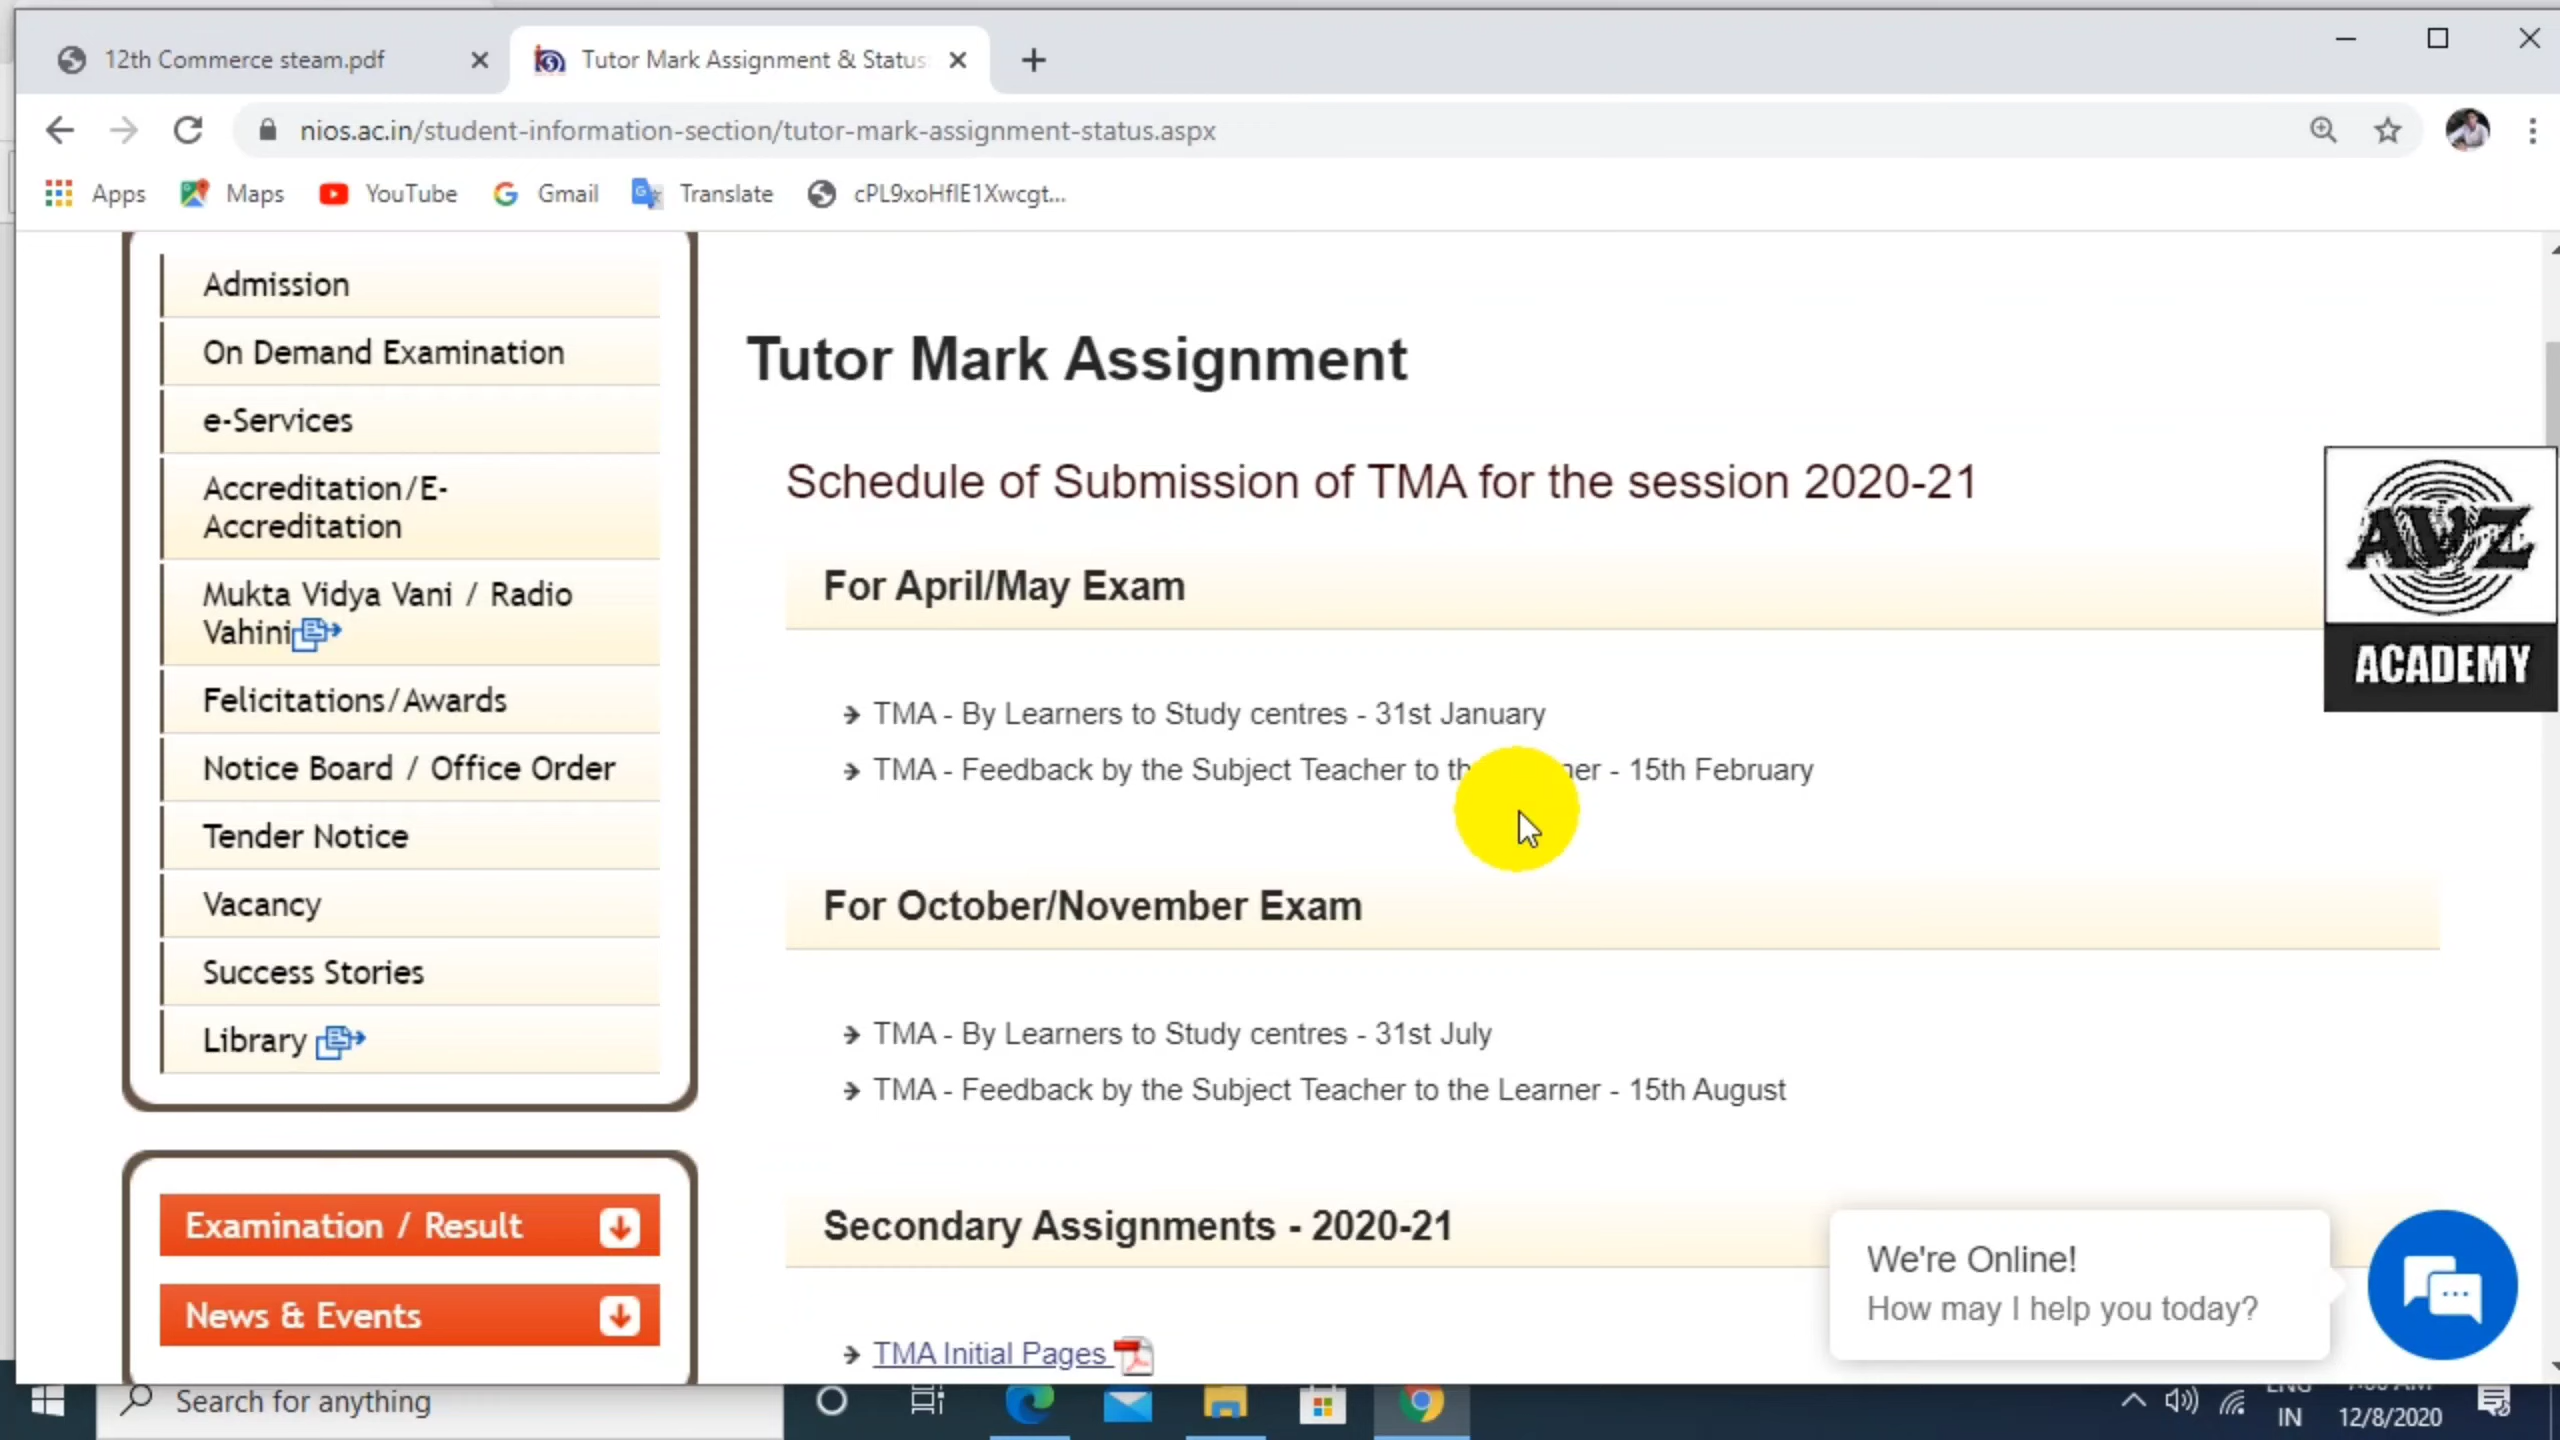 12th Commerce steam.pdf
Tutor Mark Assignment & Status
nios.ac.in/student-information-section/tutor-mark-assignment-status.aspx
Apps
Maps
YouTube
Gmail
Translate
cPL9xoHflE1Xwcgt...
Admission
On Demand Examination
e-Services
Accreditation/E-
Accreditation
Mukta Vidya Vani / Radio
Vahini
Felicitations/Awards
Notice Board / Office Order
Tender Notice
Vacancy
Success Stories
Library
Examination / Result
News & Events
Tutor Mark Assignment
Schedule of Submission of TMA for the session 2020-21
For April/May Exam
TMA - By Learners to Study centres - 31st January
TMA - Feedback by the Subject Teacher to - 15th February
For October/November Exam
TMA - By Learners to Study centres - 31st July
TMA - Feedback by the Subject Teacher to the Learner - 15th August
Secondary Assignments - 2020-21
TMA Initial Pages
AVZ
ACADEMY
We're Online!
How may I help you today?
Search for anything
IN
12/8/2020